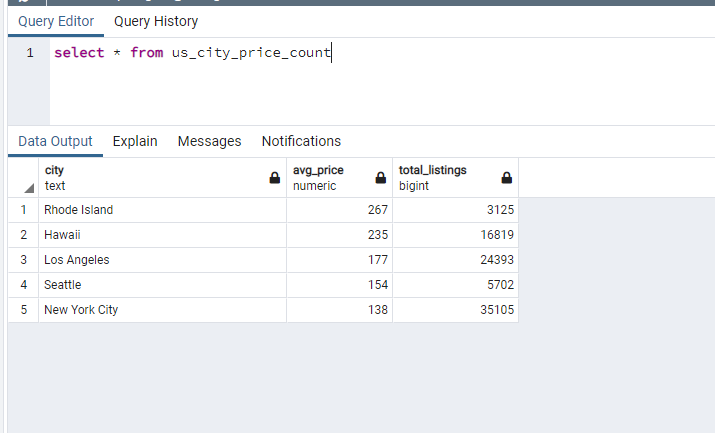 Query Editor Query History
1 select * from us_city_price_count
Data Output Explain Messages Notifications
city avg_price total_listings
text numeric bigint
1 Rhode Island 267 3125
2 Hawaii 235 16819
3 Los Angeles 177 24393
4 Seattle 154 5702
5 New York City 138 35105